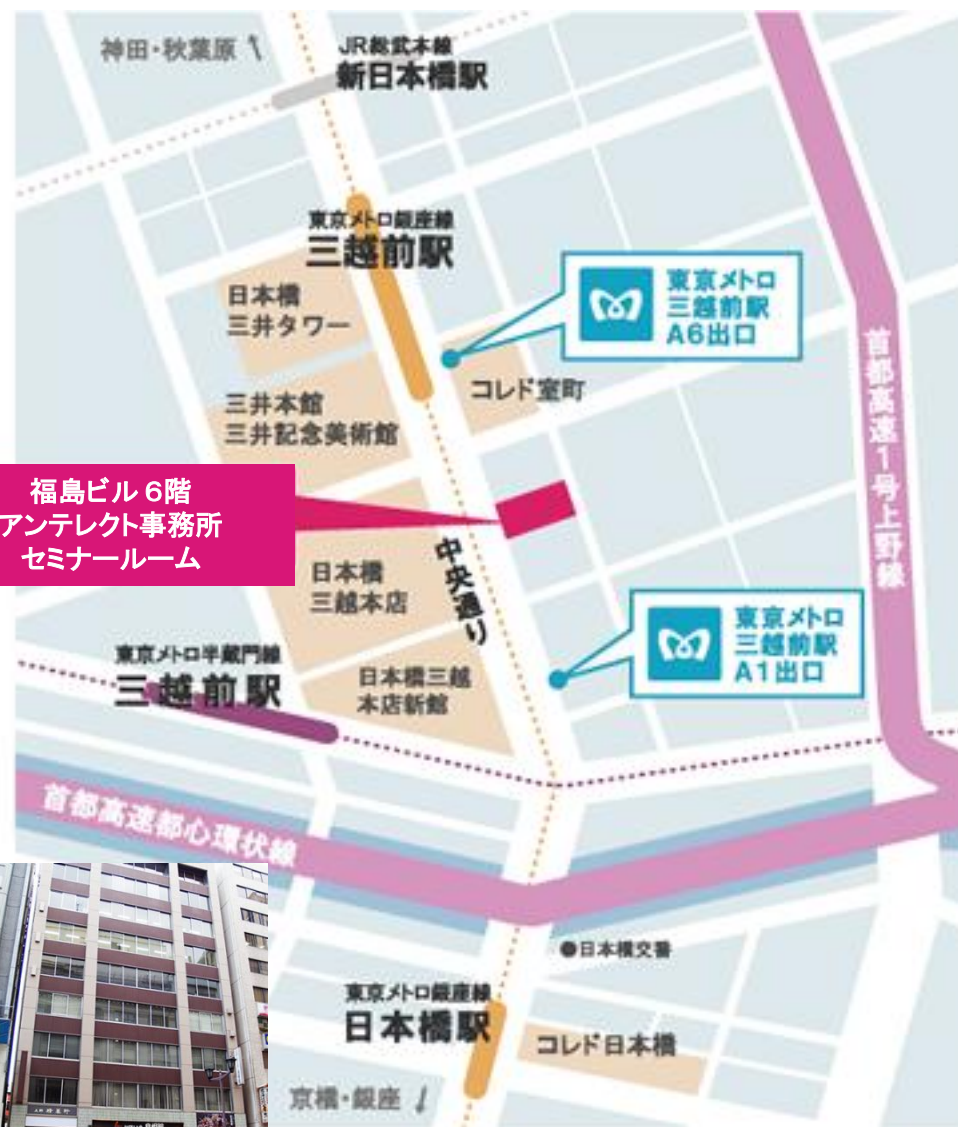 神田・秋葉原
JR総武本線
新日本橋駅
東京メトロ銀座線
三越前駅
日本橋
三井タワー
東京メトロ
三越前駅
A6出口
コレド室町
三井本館
三井記念美術館
首都高速1号上野線
福島ビル 6階
アンテレクト事務所
セミナールーム
中央通り
日本橋
三越本店
東京メトロ
三越前駅
A1出口
東京メトロ半蔵門線
三越前駅
日本橋三越
本店新館
首都高速都心環状線
日本橋交番
東京メトロ銀座線
日本橋駅
コレド日本橋
京橋・銀座